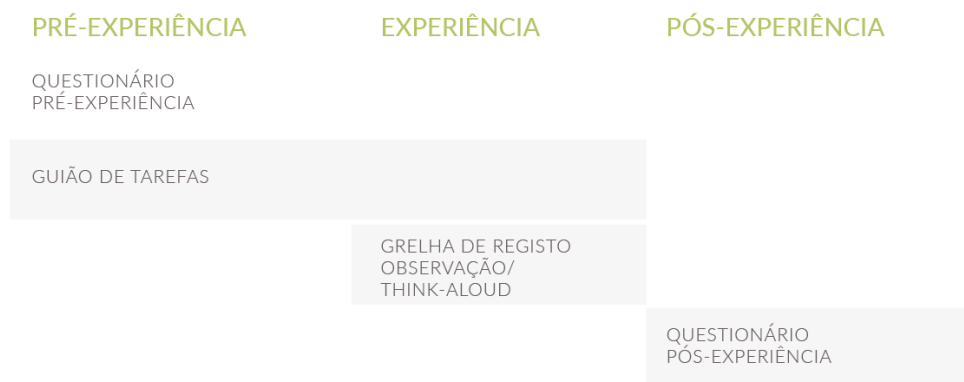 PRÉ-EXPERIÊNCIA
EXPERIÊNCIA
PÓS-EXPERIÊNCIA
QUESTIONÁRIO
PRÉ-EXPERIÊNCIA
GUIÃO DE TAREFAS
GRELHA DE REGISTO
OBSERVAÇÃO/
THINK-ALOUD
QUESTIONÁRIO
PÓS-EXPERIÊNCIA